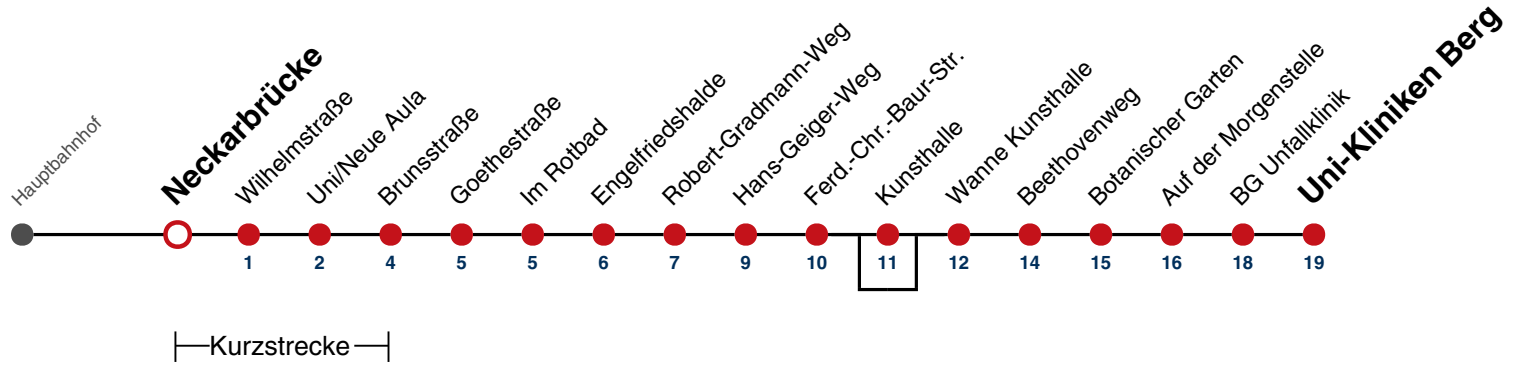 Hauptbahnhof
Neckarbrücke
Wilhelmstraße
Uni/Neue Aula
Brunsstraße
Goethestraße
Im Rotbad
Engelfriedshalde
Robert-Gradmann-Weg
Hans-Geiger-Weg
Ferd.-Chr.-Baur-Str.
Kunsthalle
Wanne Kunsthalle
Beethovenweg
Botanischer Garten
Auf der Morgenstelle
BG Unfallklinik
Uni-Kliniken Berg
1 2 4 5 5 6 7 9 10 11 12 14 15 16 18 19
Kurzstrecke